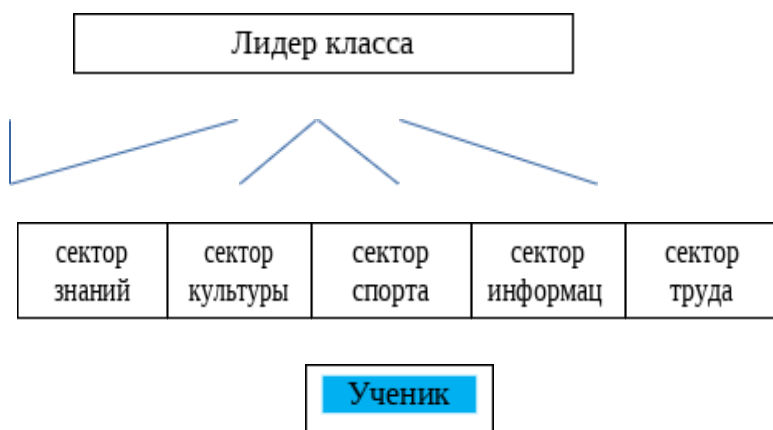 Лидер класса
сектор знаний
сектор культуры
сектор спорта
сектор информац
сектор труда
Ученик